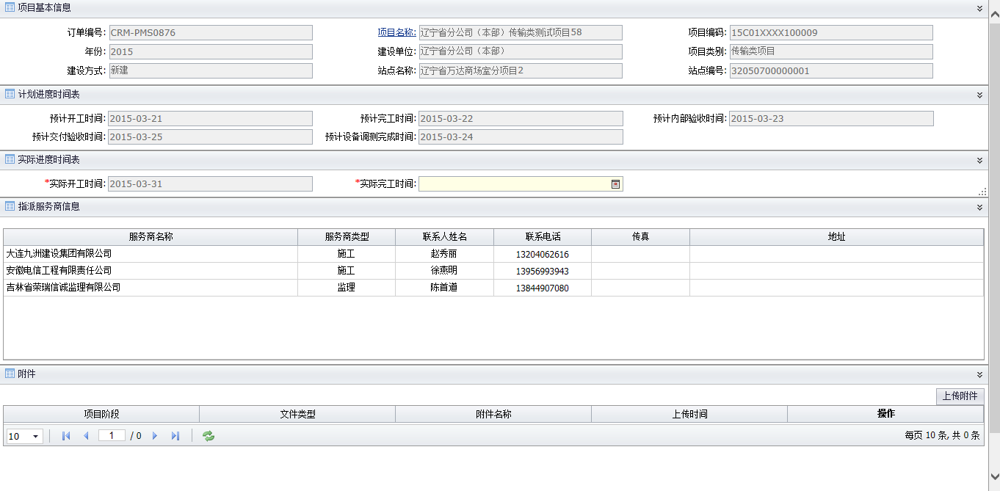 项目基本信息
订单编号: CRM-PMS0876 项目名称: 辽宁省分公司（本部）传输类测试项目58 项目编码: 15C01XXXX100009
年份: 2015 建设单位: 辽宁省分公司（本部） 项目类别: 传输类项目
建设方式: 新建 站点名称: 辽宁省万达商场室分项目2 站点编号: 32050700000001
计划进度时间表
预计开工时间: 2015-03-21 预计完工时间: 2015-03-22 预计内部验收时间: 2015-03-23
预计交付验收时间: 2015-03-25 预计设备调测完成时间: 2015-03-24
实际进度时间表
*实际开工时间: 2015-03-31 *实际完工时间:
指派服务商信息
服务商名称 服务商类型 联系人姓名 联系电话 传真 地址
大连九洲建设集团有限公司 施工 赵秀丽 13204062616
安徽电信工程有限责任公司 施工 徐燕明 13956993943
吉林省荣瑞信诚监理有限公司 监理 陈首道 13844907080
附件
上传附件
项目阶段 文件类型 附件名称 上传时间 操作
10 1 / 0 每页 10 条, 共 0 条